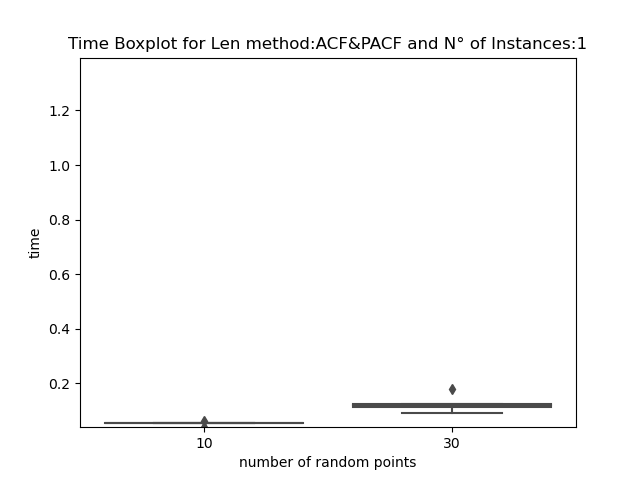 Time Boxplot for Len method:ACF&PACF and N° of Instances:1
1.2
1.0
0.8
0.6
0.4
0.2
time
10 30
number of random points